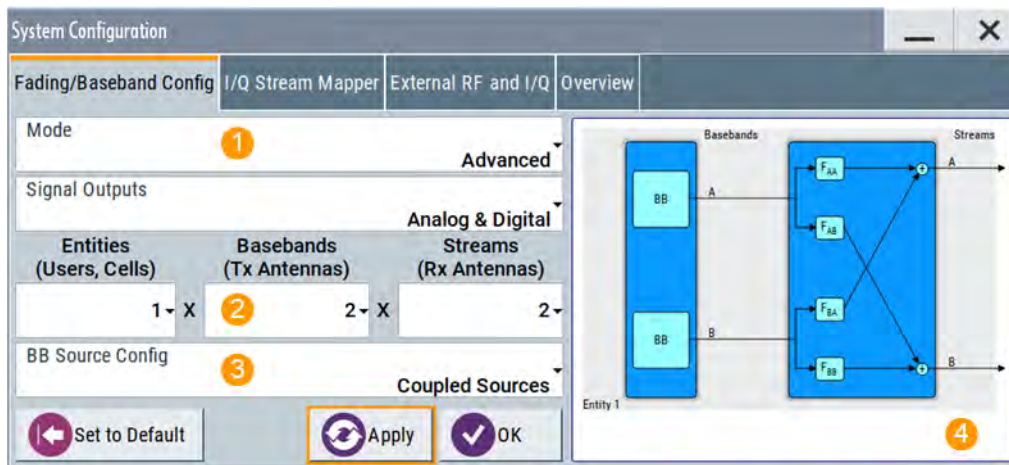 System Configuration
Fading/Baseband Config I/Q Stream Mapper External RF and I/Q Overview
Mode
1
Advanced
Signal Outputs
Analog & Digital
Entities Basebands Streams
(Users, Cells) (Tx Antennas) (Rx Antennas)
1 X 2 2 X 2
BB Source Config
3
Coupled Sources
Set to Default Apply OK
Basebands Streams
BB A FAA + A
FAB
FBA
BB B FBB + B
Entity 1
4